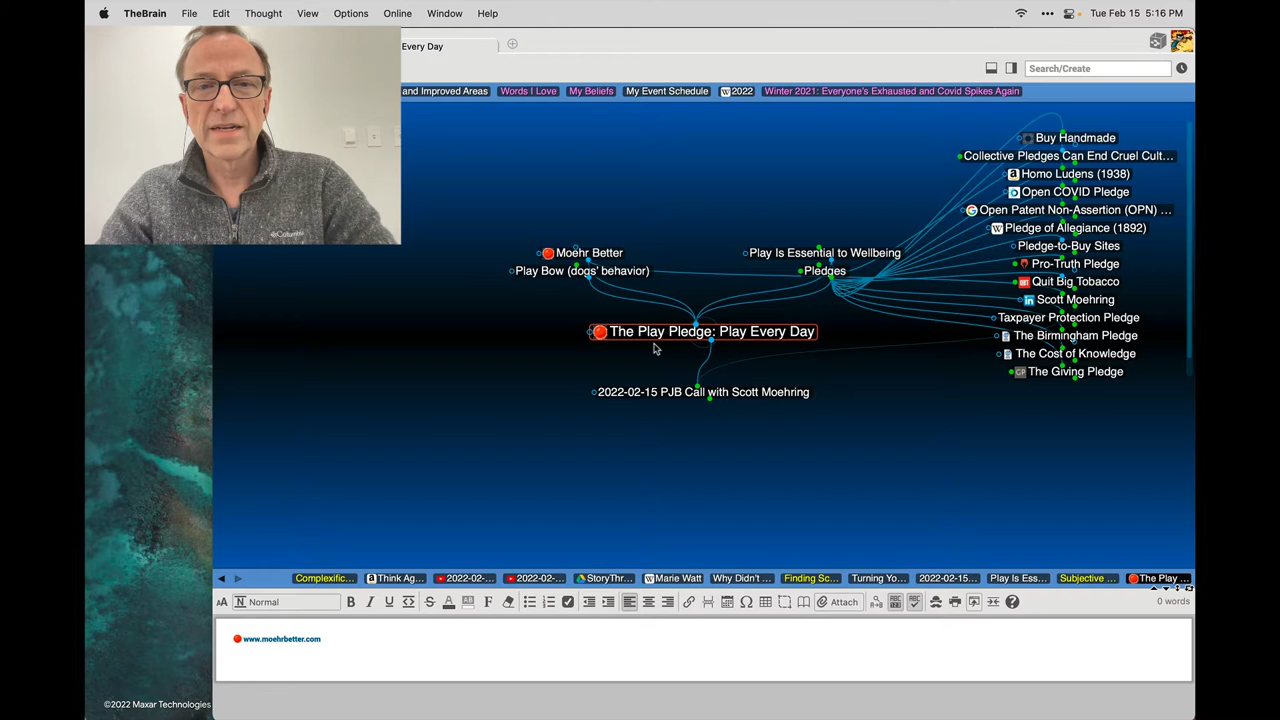 TheBrain File Edit Thought View Options Online Window Help Tue Feb 15 5:16 PM
Every Day
Search/Create
and Improved Areas Words I Love My Beliefs My Event Schedule W 2022 Winter 2021: Everyone's Exhausted and Covid Spikes Again
Columbia
Moehr Better
Play Bow (dogs' behavior)
Play Is Essential to Wellbeing
Pledges
The Play Pledge: Play Every Day
2022-02-15 PJB Call with Scott Moehring
Buy Handmade
Collective Pledges Can End Cruel Cult...
a Homo Ludens (1938)
Open COVID Pledge
G Open Patent Non-Assertion (OPN) ...
W Pledge of Allegiance (1892)
Pledge-to-Buy Sites
Pro-Truth Pledge
Quit Big Tobacco
in Scott Moehring
Taxpayer Protection Pledge
The Birmingham Pledge
The Cost of Knowledge
GP The Giving Pledge
Complexific... a Think Ag... 2022-02-... 2022-02-... StoryThr... W Marie Watt Why Didn't ... Finding Sc... Turning Yo... 2022-02-15... Play Is Ess... Subjective ... The Play ...
AA N Normal B I U S A ab F Ω Attach ABC ABC 0 words
www.moehrbetter.com
©2022 Maxar Technologies